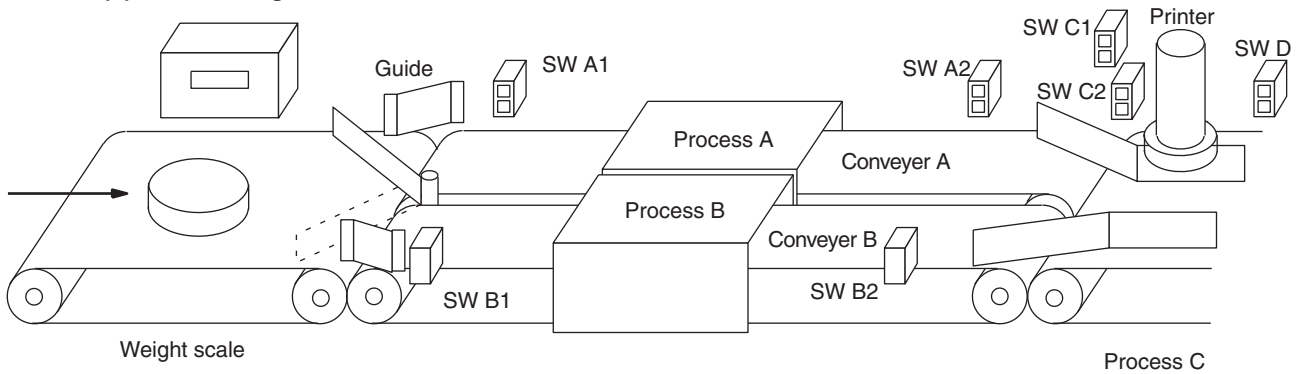 SW C1
Printer
Guide
SW A1
SW A2
SW C2
SW D
Process A
Conveyer A
Process B
Conveyer B
SW B1
SW B2
Weight scale
Process C